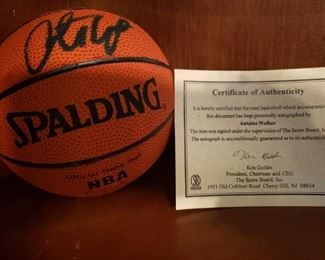 SPALDING
NBA
Certificate of Authenticity
It is hereby certified that the mini basketball which accompanies
this document has been personally autographed by
Antoine Walker
The item was signed under the supervision of The Score Board, Inc.
The autograph is unconditionally guaranteed as to its authenticity.
Ken Goldin
President, Chairman and CEO
The Score Board, Inc.
1951 Old Cuthbert Road Cherry Hill, NJ 08034